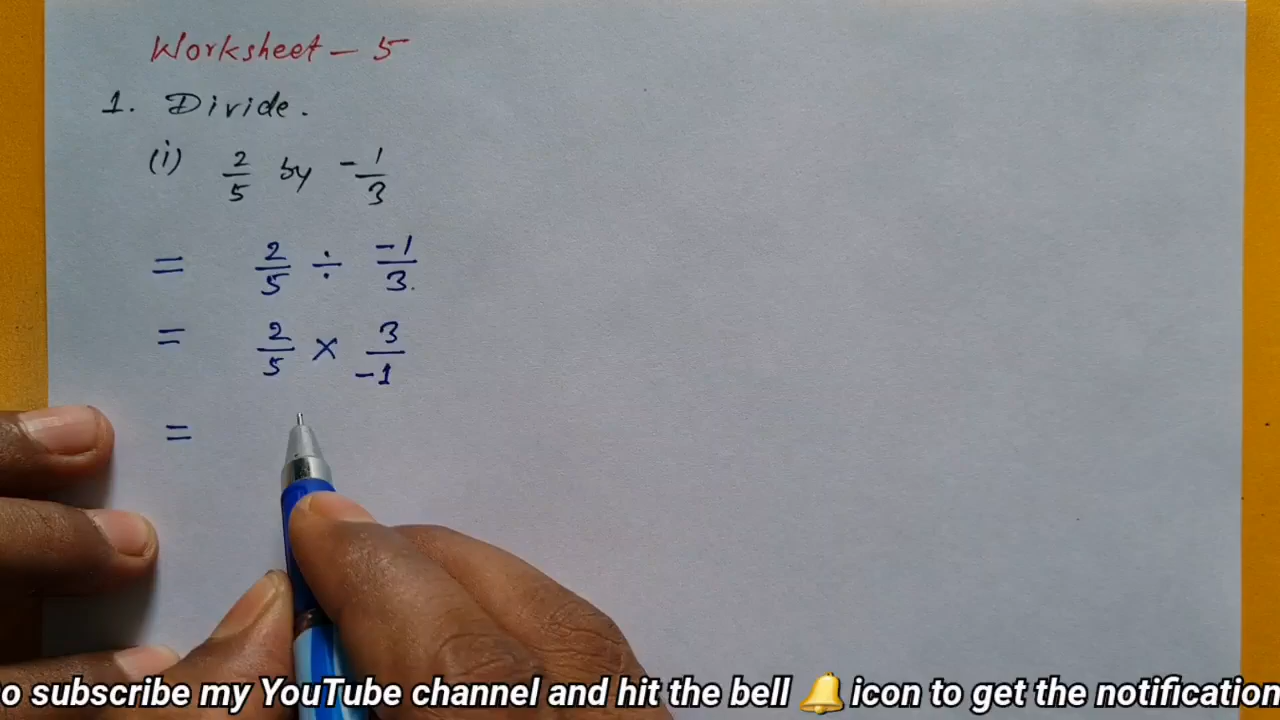 Worksheet - 5
1. Divide.
(i) 2/5 by -1/3
= 2/5 ÷ -1/3
= 2/5 × 3/-1
=
o subscribe my YouTube channel and hit the bell 🔔 icon to get the notification